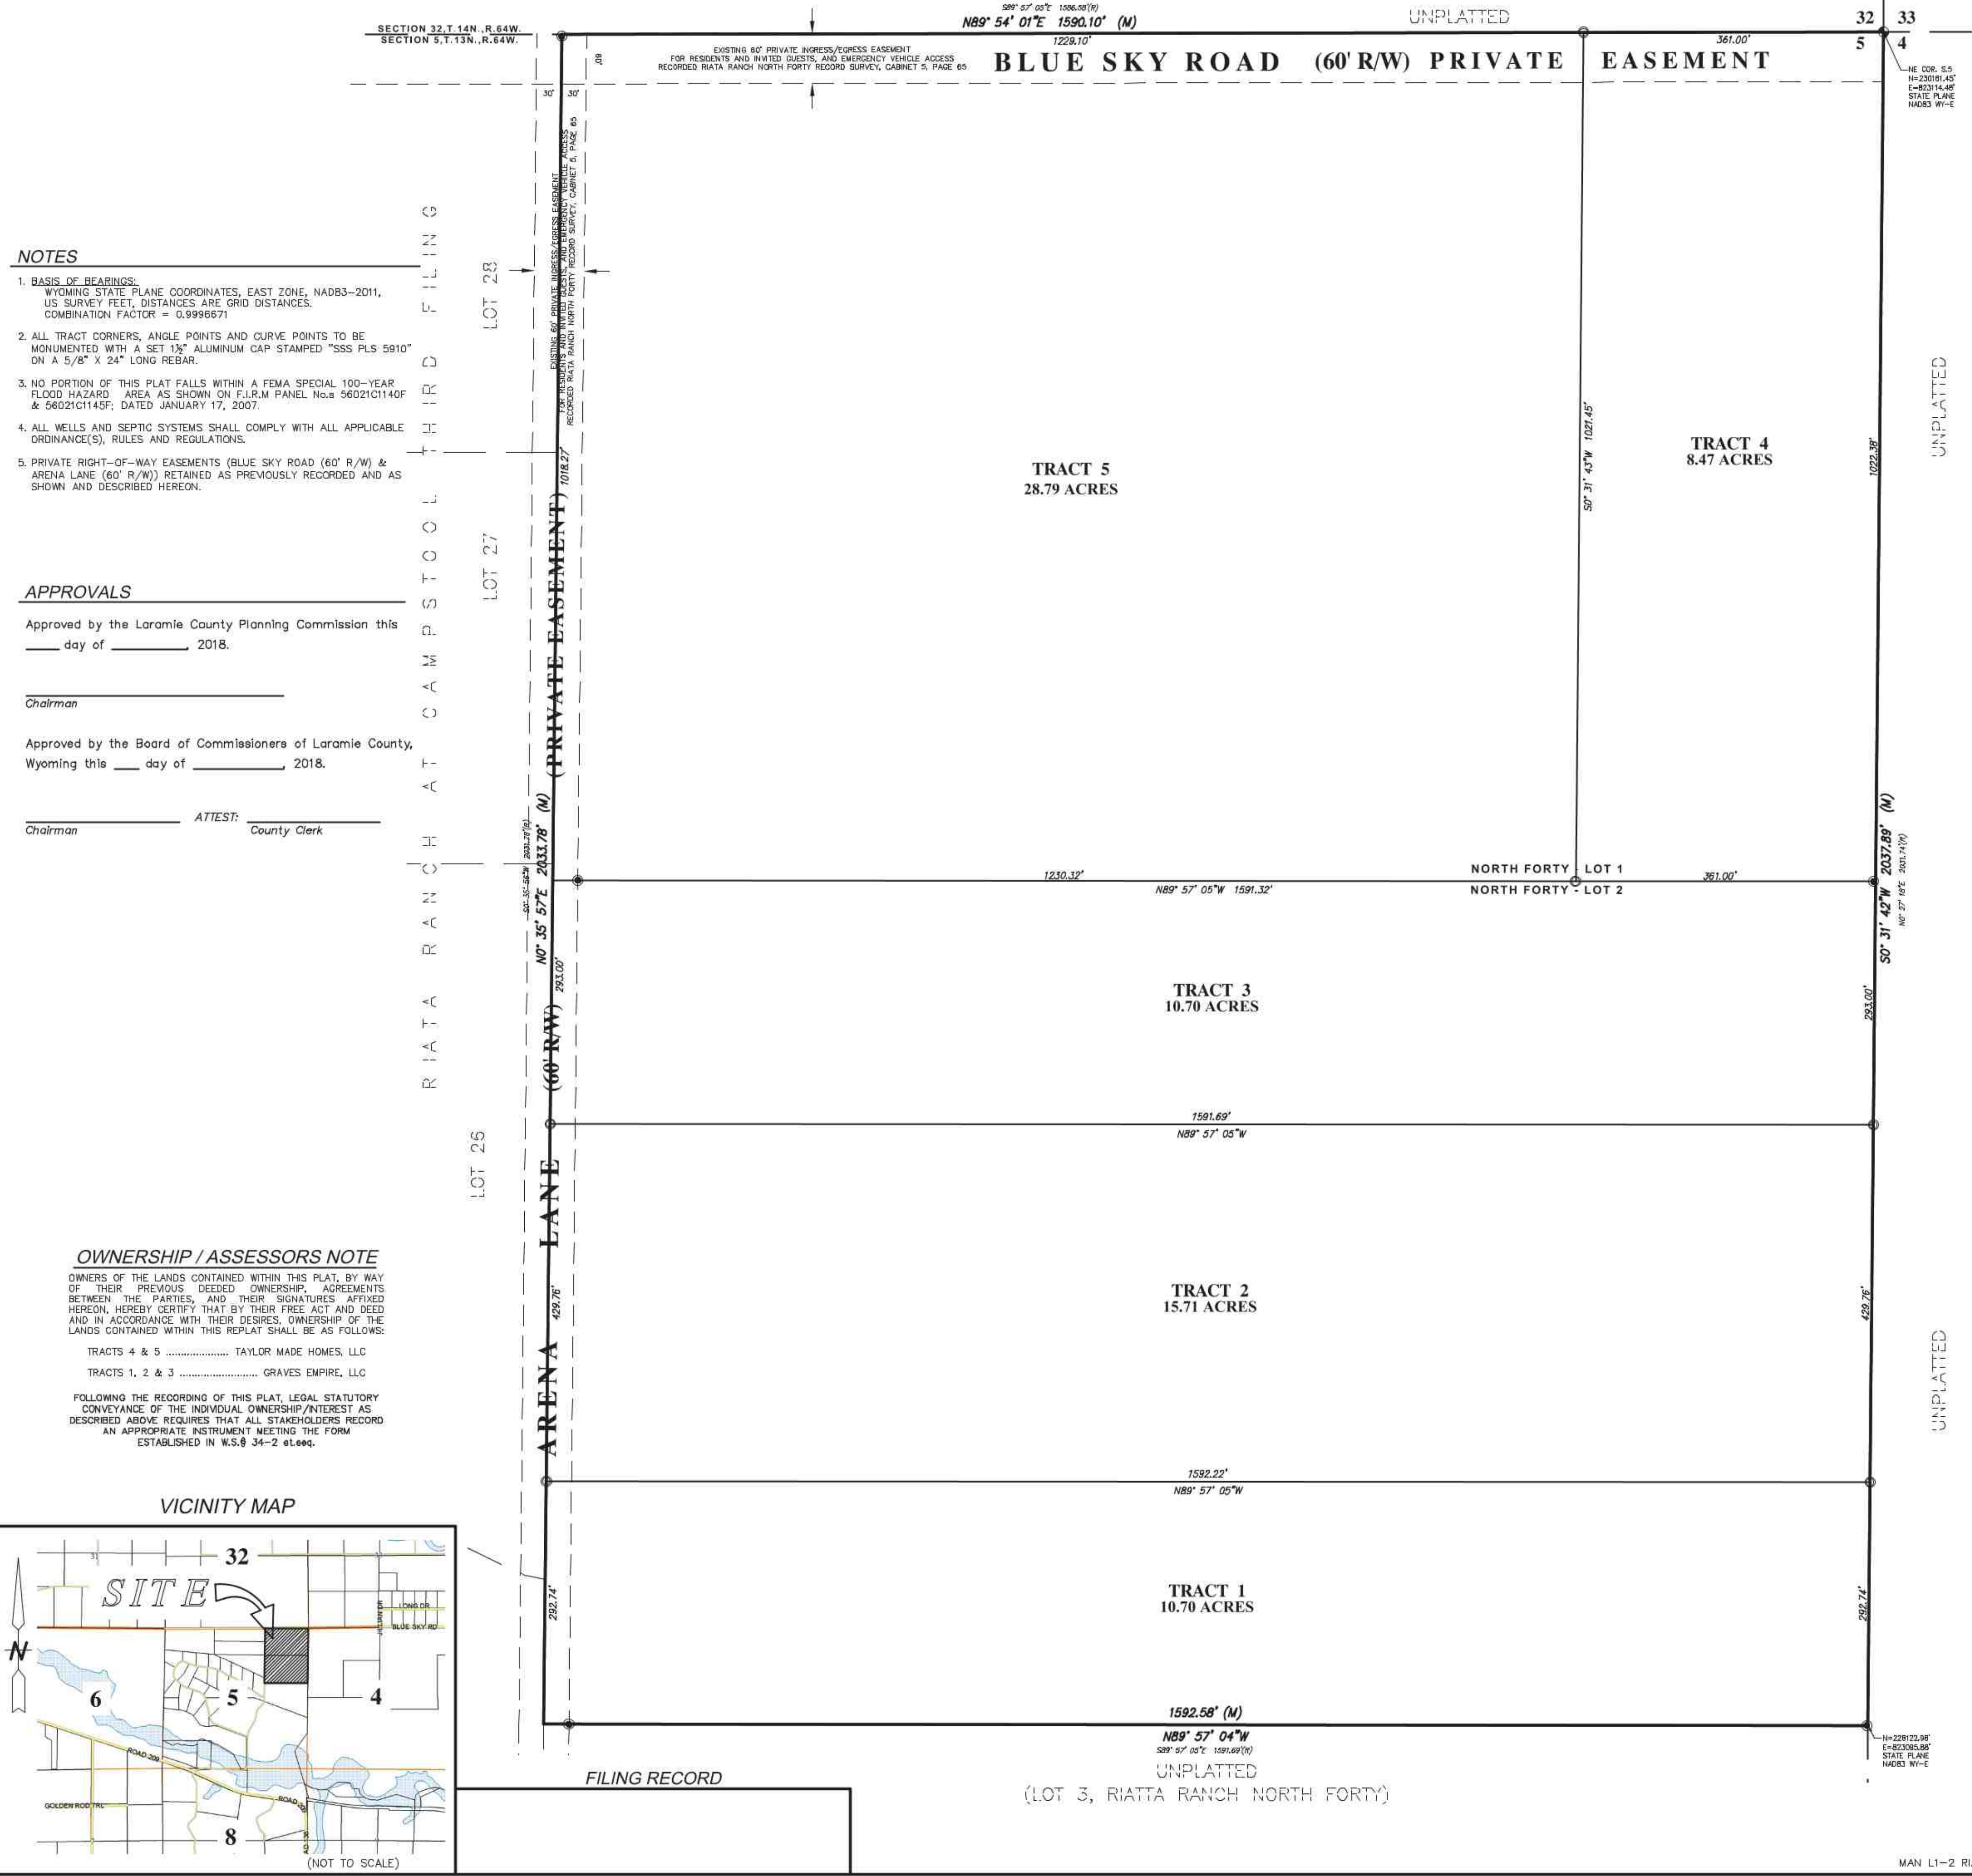 S89° 57' 05"E 1586.58'(R)
N89° 54' 01"E 1590.10' (M)
UNPLATTED
32 33
5 4
SECTION 32,T.14N.,R.64W.
SECTION 5,T.13N.,R.64W.
1229.10'
361.00'
EXISTING 60' PRIVATE INGRESS/EGRESS EASEMENT
FOR RESIDENTS AND INVITED GUESTS, AND EMERGENCY VEHICLE ACCESS
RECORDED RIATA RANCH NORTH FORTY RECORD SURVEY, CABINET 5, PAGE 65
BLUE SKY ROAD (60' R/W) PRIVATE EASEMENT
NE COR. S.5
N=230161.45'
E=823114.48'
STATE PLANE
NAD83 WY-E
60'
30' 30'
EXISTING 60' PRIVATE INGRESS/EGRESS EASEMENT
FOR RESIDENTS AND INVITED GUESTS, AND EMERGENCY VEHICLE ACCESS
RECORDED RIATA RANCH NORTH FORTY RECORD SURVEY, CABINET 5, PAGE 65
NOTES
1. BASIS OF BEARINGS:
WYOMING STATE PLANE COORDINATES, EAST ZONE, NAD83-2011,
US SURVEY FEET, DISTANCES ARE GRID DISTANCES.
COMBINATION FACTOR = 0.9996671
2. ALL TRACT CORNERS, ANGLE POINTS AND CURVE POINTS TO BE
MONUMENTED WITH A SET 1½" ALUMINUM CAP STAMPED "SSS PLS 5910"
ON A 5/8" X 24" LONG REBAR.
3. NO PORTION OF THIS PLAT FALLS WITHIN A FEMA SPECIAL 100-YEAR
FLOOD HAZARD AREA AS SHOWN ON F.I.R.M PANEL No.s 56021C1140F
& 56021C1145F; DATED JANUARY 17, 2007.
4. ALL WELLS AND SEPTIC SYSTEMS SHALL COMPLY WITH ALL APPLICABLE
ORDINANCE(S), RULES AND REGULATIONS.
5. PRIVATE RIGHT-OF-WAY EASEMENTS (BLUE SKY ROAD (60' R/W) &
ARENA LANE (60' R/W)) RETAINED AS PREVIOUSLY RECORDED AND AS
SHOWN AND DESCRIBED HEREON.
APPROVALS
Approved by the Laramie County Planning Commission this
____ day of _________, 2018.
Chairman
Approved by the Board of Commissioners of Laramie County,
Wyoming this ___ day of ___________, 2018.
ATTEST:
Chairman County Clerk
RIATA RANCH AT CAMPSTOOL THIRD FILING
LOT 28
LOT 27
LOT 26
ARENA LANE (60' R/W) (PRIVATE EASEMENT)
1018.27'
S0° 35' 56"W 2031.78'(R)
N0° 35' 57"E 2033.78' (M)
293.00'
429.76'
292.74'
TRACT 5
28.79 ACRES
S0° 31' 43"W 1021.45'
TRACT 4
8.47 ACRES
1022.38'
UNPLATTED
1230.32'
N89° 57' 05"W 1591.32'
NORTH FORTY - LOT 1
NORTH FORTY - LOT 2
361.00'
S0° 31' 42"W 2037.89' (M)
N0° 27' 18"E 2031.74'(R)
TRACT 3
10.70 ACRES
293.00'
1591.69'
N89° 57' 05"W
TRACT 2
15.71 ACRES
429.76'
UNPLATTED
1592.22'
N89° 57' 05"W
TRACT 1
10.70 ACRES
292.74'
1592.58' (M)
N89° 57' 04"W
S89° 57' 05"E 1591.69'(R)
UNPLATTED
(LOT 3, RIATTA RANCH NORTH FORTY)
N=228122.98'
E=823095.86'
STATE PLANE
NAD83 WY-E
OWNERSHIP / ASSESSORS NOTE
OWNERS OF THE LANDS CONTAINED WITHIN THIS PLAT, BY WAY
OF THEIR PREVIOUS DEEDED OWNERSHIP, AGREEMENTS
BETWEEN THE PARTIES, AND THEIR SIGNATURES AFFIXED
HEREON, HEREBY CERTIFY THAT BY THEIR FREE ACT AND DEED
AND IN ACCORDANCE WITH THEIR DESIRES, OWNERSHIP OF THE
LANDS CONTAINED WITHIN THIS REPLAT SHALL BE AS FOLLOWS:
TRACTS 4 & 5 ..................... TAYLOR MADE HOMES, LLC
TRACTS 1, 2 & 3 .......................... GRAVES EMPIRE, LLC
FOLLOWING THE RECORDING OF THIS PLAT, LEGAL STATUTORY
CONVEYANCE OF THE INDIVIDUAL OWNERSHIP/INTEREST AS
DESCRIBED ABOVE REQUIRES THAT ALL STAKEHOLDERS RECORD
AN APPROPRIATE INSTRUMENT MEETING THE FORM
ESTABLISHED IN W.S.§ 34-2 et.seq.
VICINITY MAP
31
32
SITE
LONG DR
BLUE SKY RD
N
6
5
4
ROAD 209
GOLDEN ROD TRL
8
(NOT TO SCALE)
FILING RECORD
MAN L1-2 RI